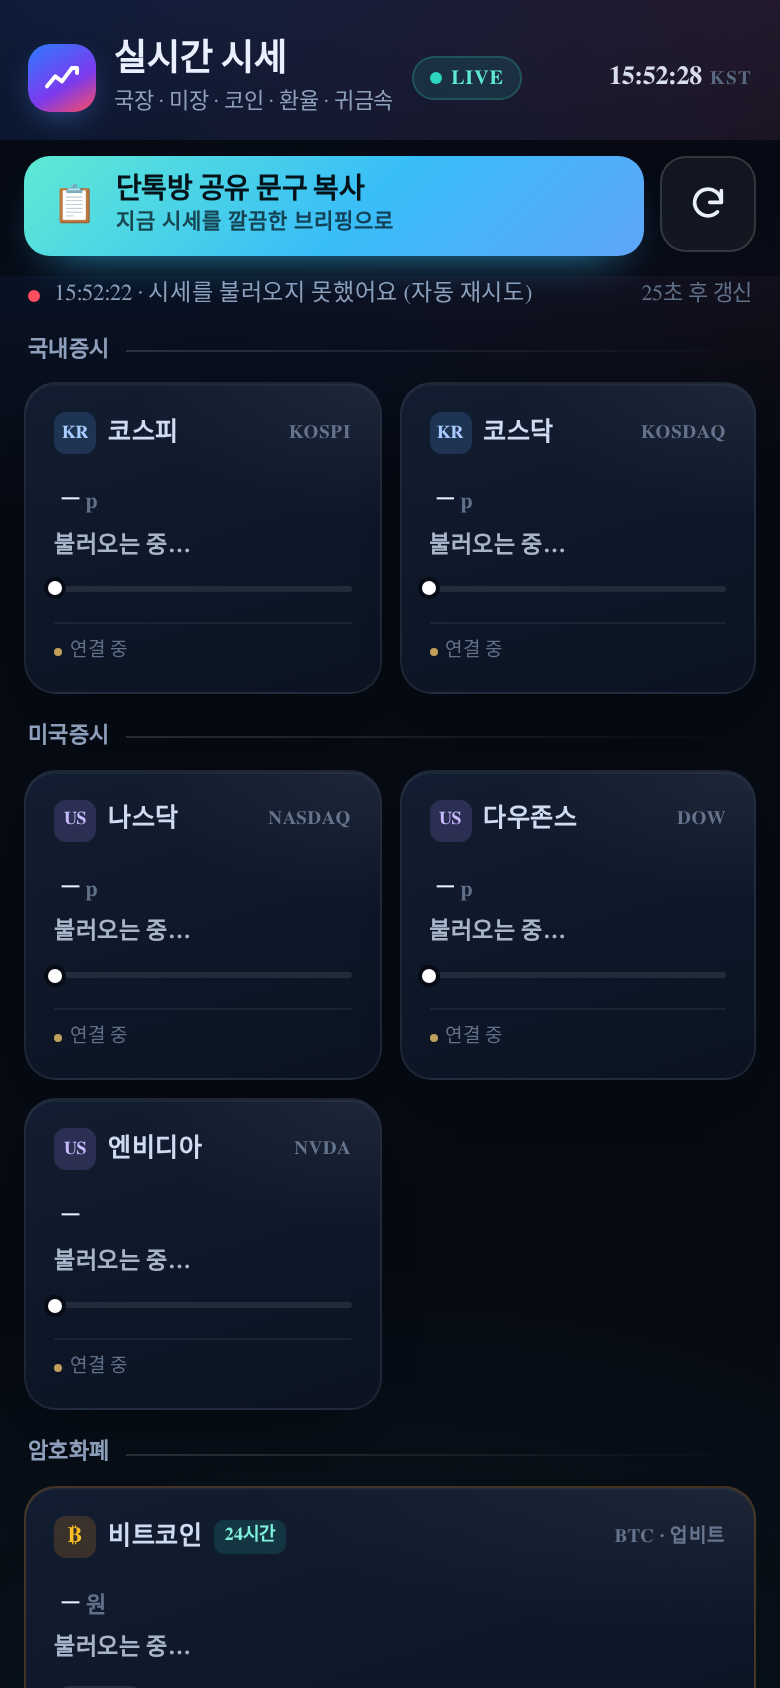 실시간 시세
국장 · 미장 · 코인 · 환율 · 귀금속
LIVE
15:52:28 KST
단톡방 공유 문구 복사
지금 시세를 깔끔한 브리핑으로
15:52:22 · 시세를 불러오지 못했어요 (자동 재시도)
25초 후 갱신
국내증시
KR 코스피 KOSPI
– p
불러오는 중…
연결 중
KR 코스닥 KOSDAQ
– p
불러오는 중…
연결 중
미국증시
US 나스닥 NASDAQ
– p
불러오는 중…
연결 중
US 다우존스 DOW
– p
불러오는 중…
연결 중
US 엔비디아 NVDA
–
불러오는 중…
연결 중
암호화폐
₿ 비트코인 24시간 BTC · 업비트
– 원
불러오는 중…